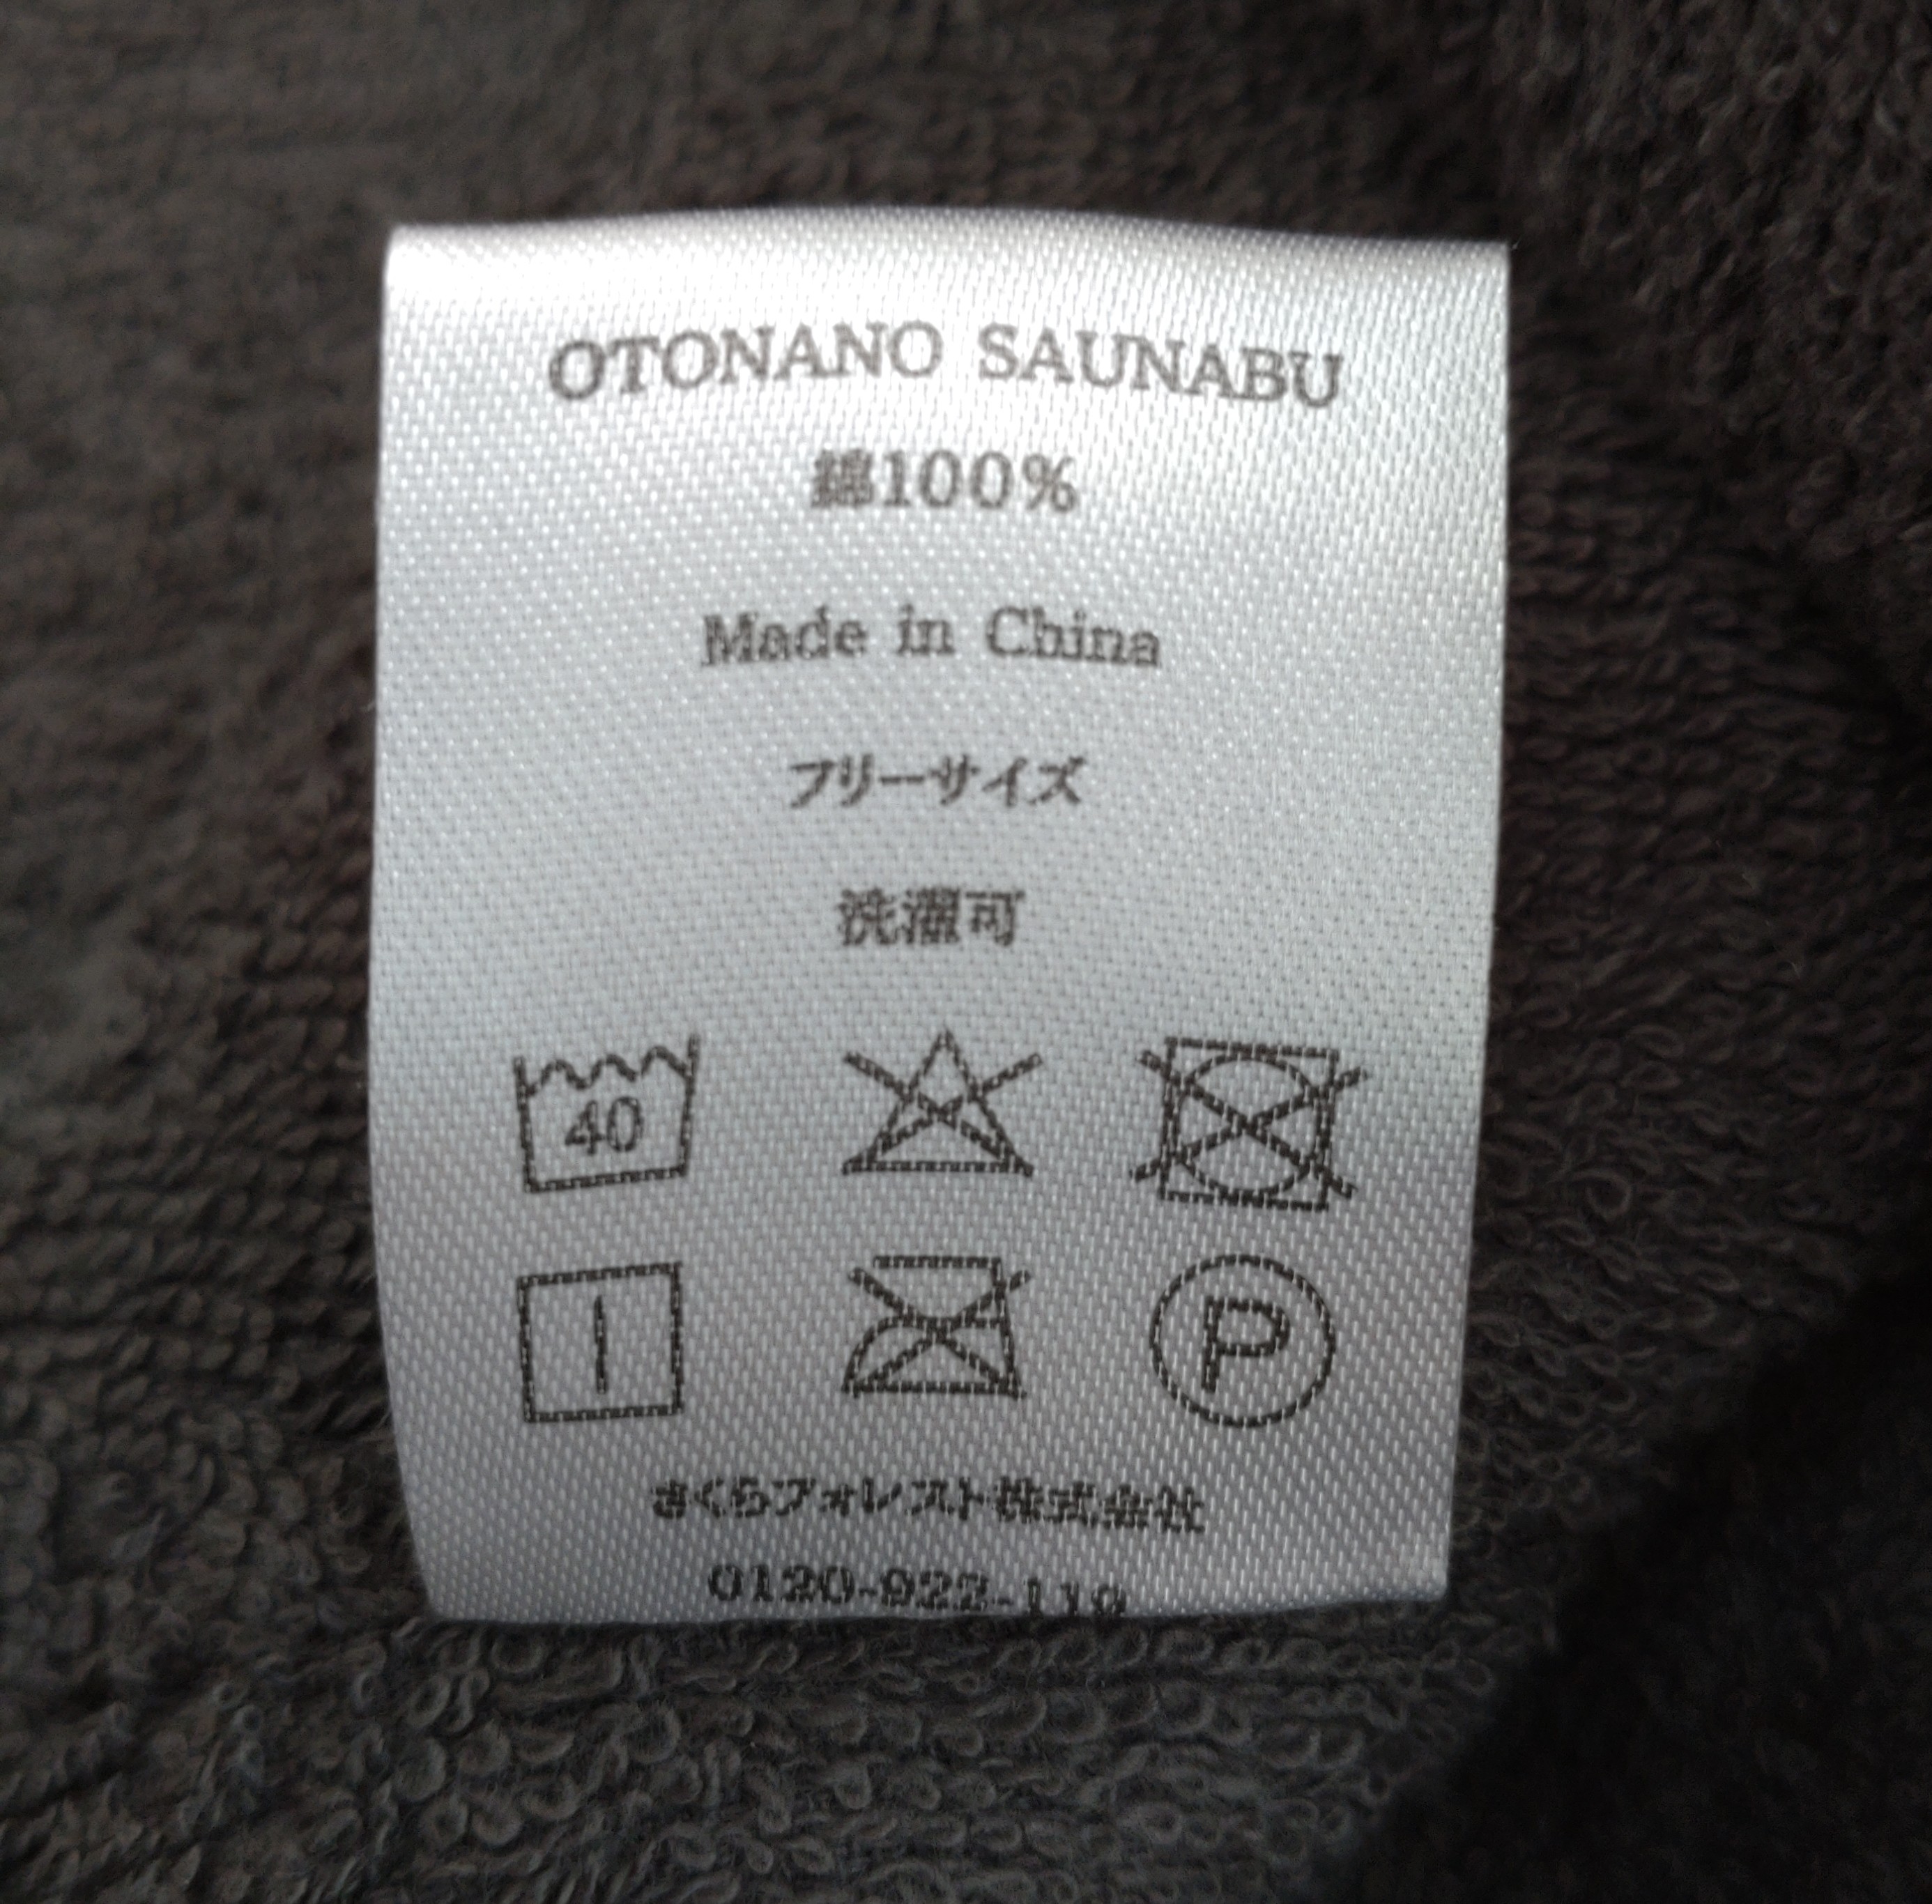 OTONANO SAUNABU
綿100%
Made in China
フリーサイズ
洗濯可
40
P
さくらフォレスト株式会社
0120-922-119